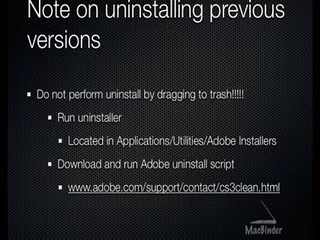 Note on uninstalling previous
versions
Do not perform uninstall by dragging to trash!!!!!
Run uninstaller
Located in Applications/Utilities/Adobe Installers
Download and run Adobe uninstall script
www.adobe.com/support/contact/cs3clean.html
MacBinder